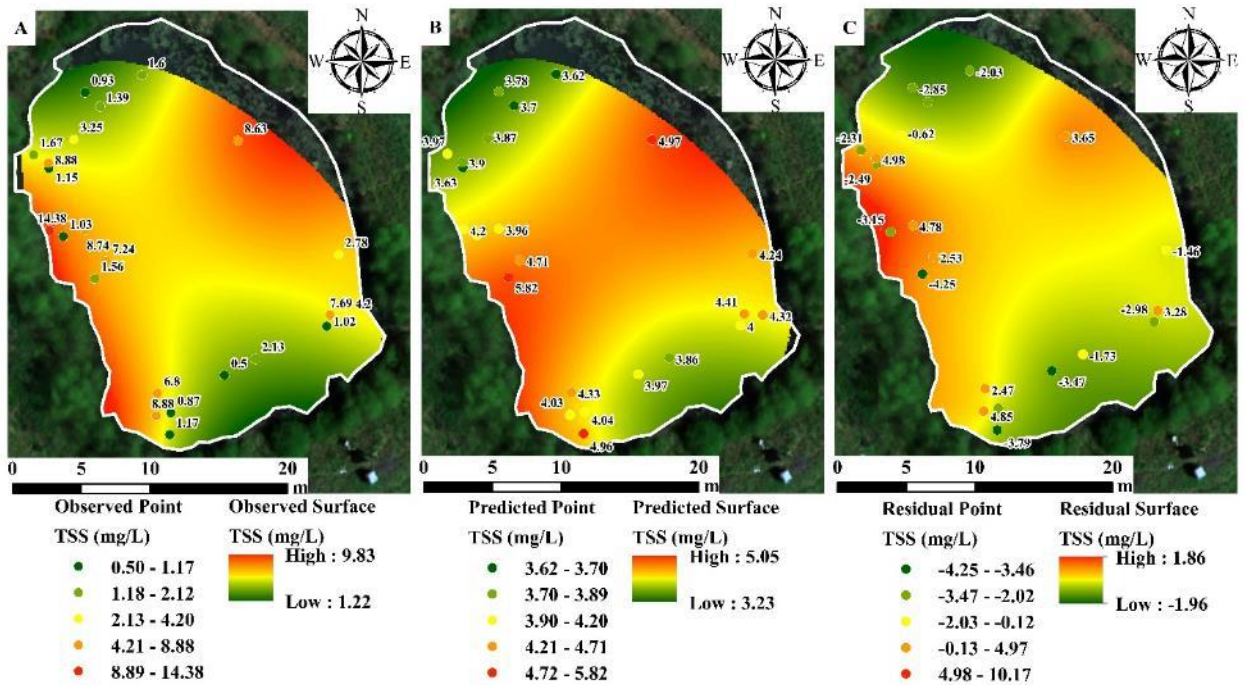 A
N
W
E
S
1.6
0.93
1.39
3.25
8.63
1.67
8.88
1.15
14.38
1.03
8.74
7.24
1.56
2.78
7.69
4.2
1.02
2.13
0.5
6.8
0.87
8.88
1.17
0 10 20
m
Observed Point
TSS (mg/L)
0.50 - 1.17
1.18 - 2.12
2.13 - 4.20
4.21 - 8.88
8.89 - 14.38
Observed Surface
TSS (mg/L)
High : 9.83
Low : 1.22
B
N
W
E
S
3.62
3.78
3.7
3.87
4.97
3.97
3.9
3.63
4.2
3.96
4.71
5.82
4.24
4.41
4.32
4
3.86
3.97
4.33
4.03
4.04
4.96
0 5 10 20
m
Predicted Point
TSS (mg/L)
3.62 - 3.70
3.70 - 3.89
3.90 - 4.20
4.21 - 4.71
4.72 - 5.82
Predicted Surface
TSS (mg/L)
High : 5.05
Low : 3.23
C
N
W
E
S
-2.03
-2.85
-0.62
3.65
-2.31
4.98
-2.49
-3.15
4.78
2.53
-4.25
-1.46
-2.98
3.28
-1.73
-3.47
2.47
4.85
-3.79
0 5 10 20
m
Residual Point
TSS (mg/L)
-4.25 - -3.46
-3.47 - -2.02
-2.03 - -0.12
-0.13 - 4.97
4.98 - 10.17
Residual Surface
TSS (mg/L)
High : 1.86
Low : -1.96